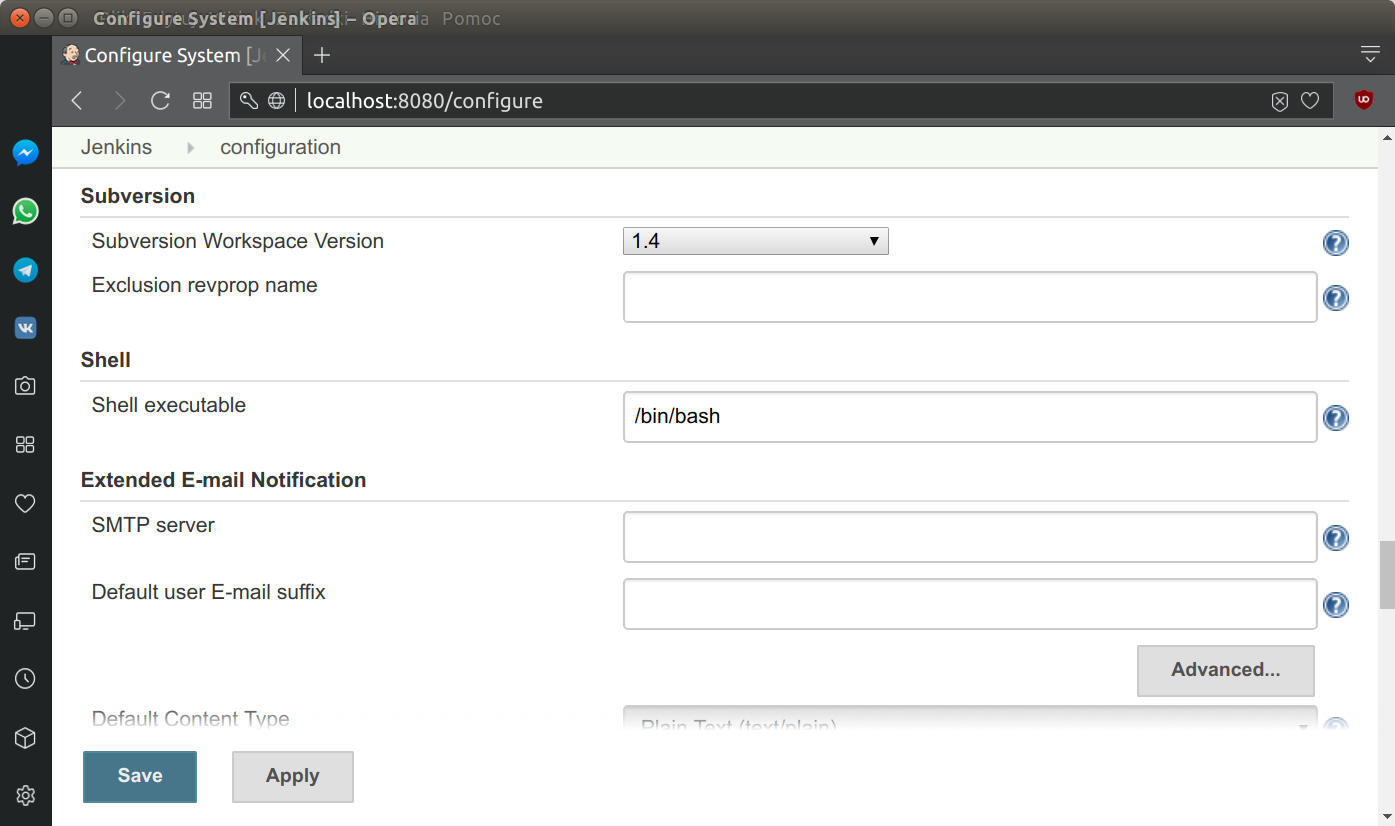 Configure System [Jenkins] – Opera
Pomoc
Configure System [Je
localhost:8080/configure
Jenkins
configuration
Subversion
Subversion Workspace Version
1.4
Exclusion revprop name
Shell
Shell executable
/bin/bash
Extended E-mail Notification
SMTP server
Default user E-mail suffix
Advanced...
Default Content Type
Plain Text (text/plain)
Save
Apply